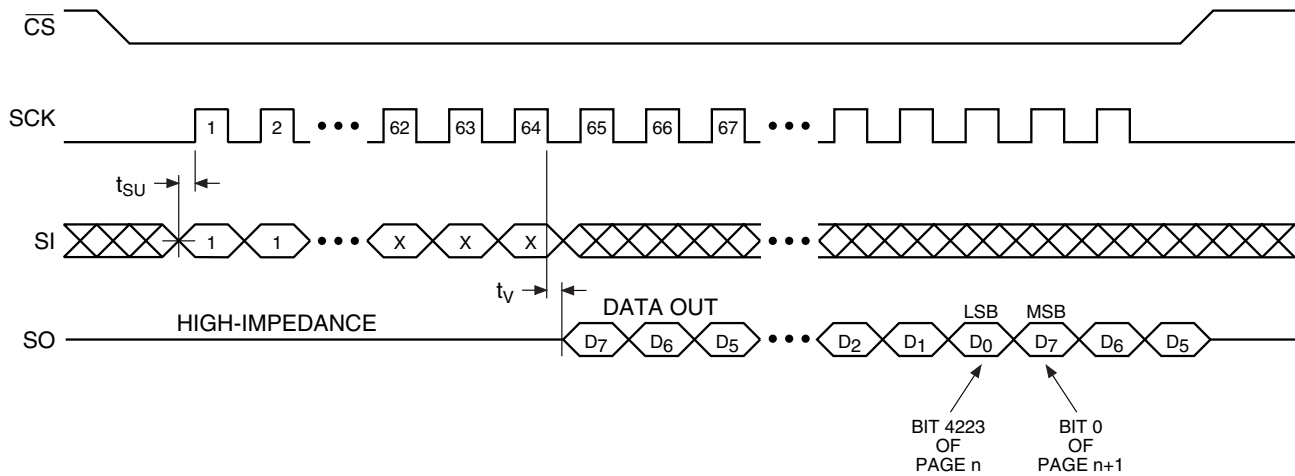 CS
SCK
1 2 ••• 62 63 64 65 66 67 •••
tSU
SI
1 1 ••• X X X •••
tV
HIGH-IMPEDANCE
DATA OUT
LSB MSB
SO
D7 D6 D5 ••• D2 D1 D0 D7 D6 D5
BIT 4223
OF
PAGE n
BIT 0
OF
PAGE n+1